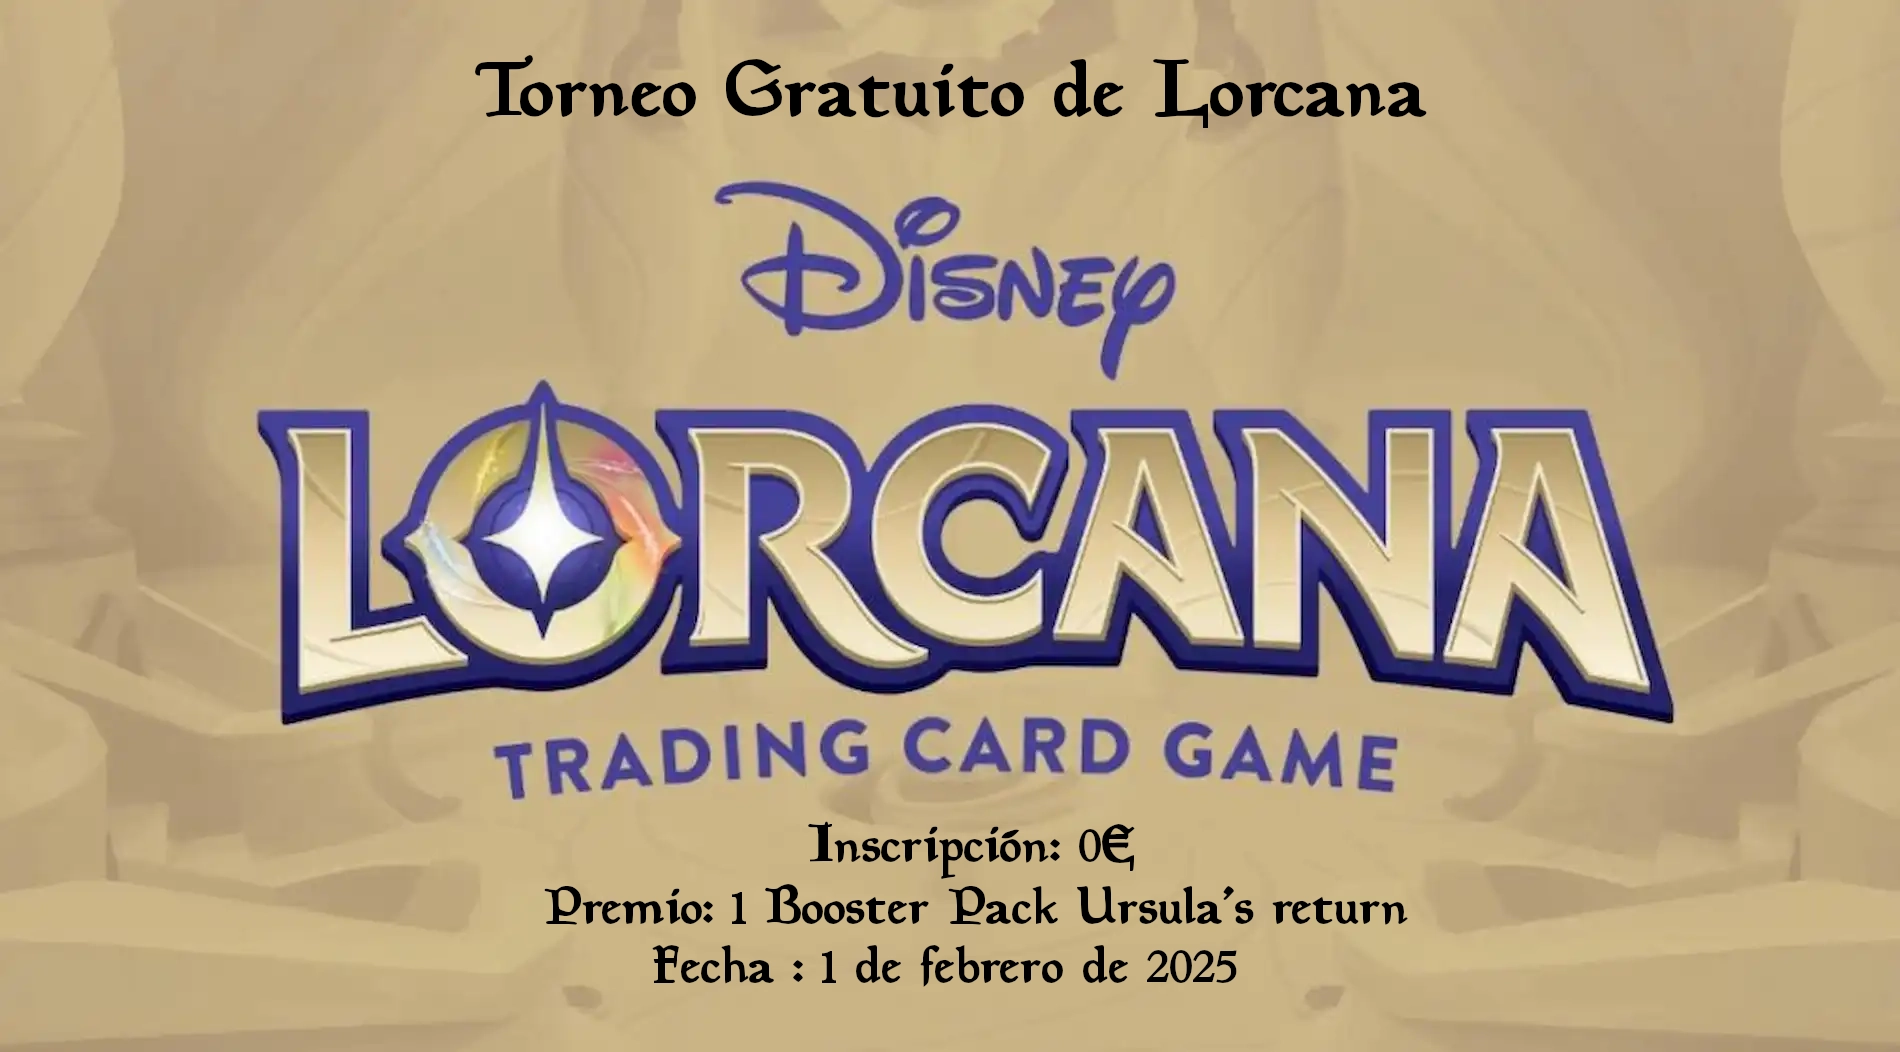 Torneo Gratuito de Lorcana
DISNEY
LORCANA
TRADING CARD GAME
Inscripción: 0€
Premio: 1 Booster Pack Ursula's return
Fecha : 1 de febrero de 2025